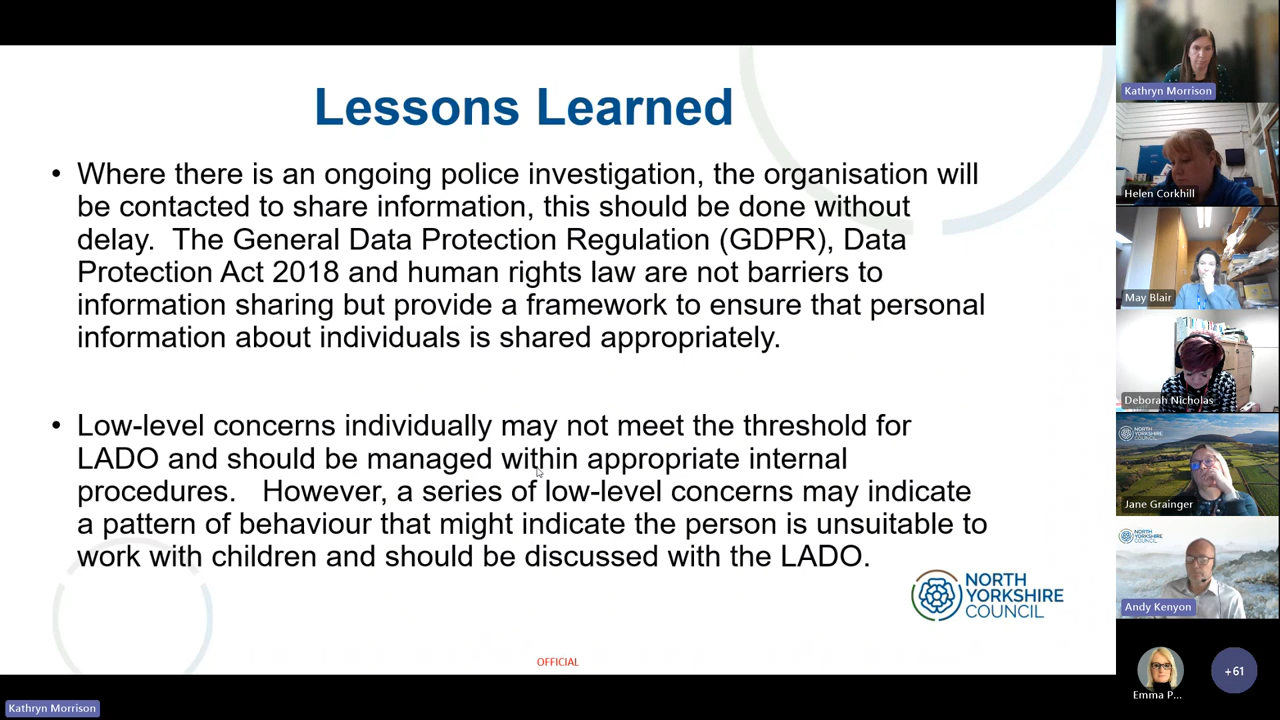 Lessons Learned
• Where there is an ongoing police investigation, the organisation will
be contacted to share information, this should be done without
delay. The General Data Protection Regulation (GDPR), Data
Protection Act 2018 and human rights law are not barriers to
information sharing but provide a framework to ensure that personal
information about individuals is shared appropriately.
• Low-level concerns individually may not meet the threshold for
LADO and should be managed within appropriate internal
procedures. However, a series of low-level concerns may indicate
a pattern of behaviour that might indicate the person is unsuitable to
work with children and should be discussed with the LADO.
NORTH
YORKSHIRE
COUNCIL
OFFICIAL
Kathryn Morrison
Kathryn Morrison
Helen Corkhill
May Blair
Deborah Nicholas
NORTH
YORKSHIRE
COUNCIL
Jane Grainger
NORTH
YORKSHIRE
COUNCIL
Andy Kenyon
Emma P...
+61